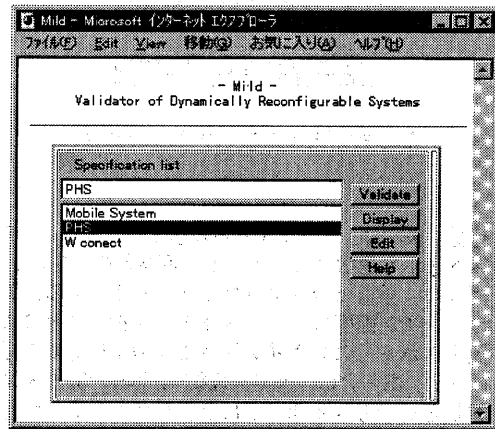 Mild - Microsoft インターネット エクスプローラ
ファイル(F) Edit View 移動(G) お気に入り(A) ヘルプ(H)
- Mild -
Validator of Dynamically Reconfigurable Systems
Specification list
PHS
Validate
Mobile System
Display
PHS
W conect
Edit
Help